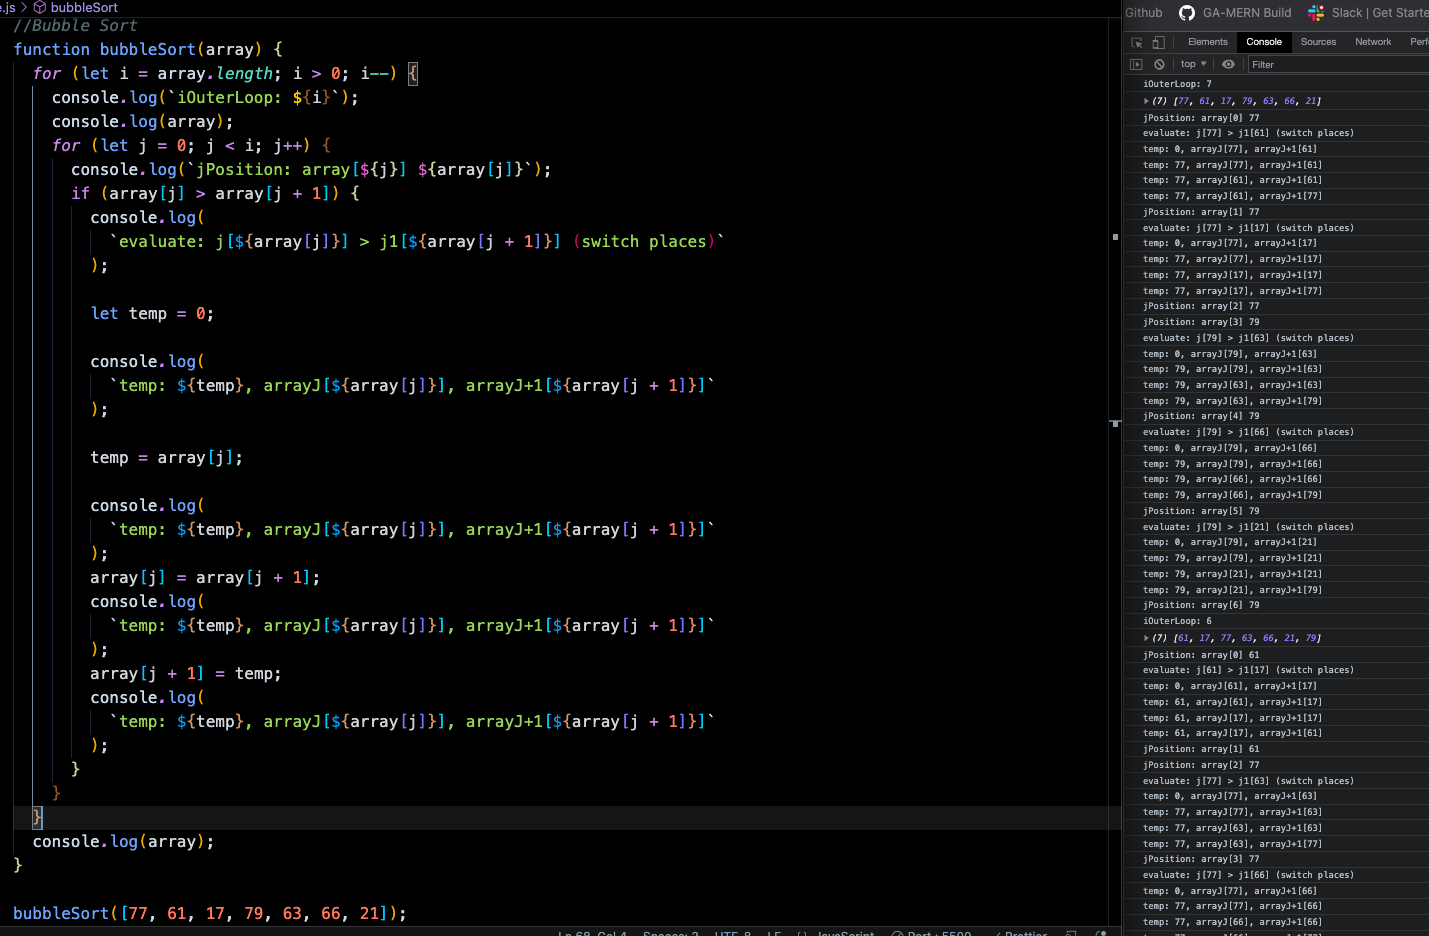 e.js > bubbleSort
//Bubble Sort
function bubbleSort(array) {
for (let i = array.length; i > 0; i--) {
console.log(`iOuterLoop: ${i}`);
console.log(array);
for (let j = 0; j < i; j++) {
console.log(`jPosition: array[${j}] ${array[j]}`);
if (array[j] > array[j + 1]) {
console.log(
`evaluate: j[${array[j]}] > j1[${array[j + 1]}] (switch places)`
);
let temp = 0;
console.log(
`temp: ${temp}, arrayJ[${array[j]}], arrayJ+1[${array[j + 1]}]`
);
temp = array[j];
console.log(
`temp: ${temp}, arrayJ[${array[j]}], arrayJ+1[${array[j + 1]}]`
);
array[j] = array[j + 1];
console.log(
`temp: ${temp}, arrayJ[${array[j]}], arrayJ+1[${array[j + 1]}]`
);
array[j + 1] = temp;
console.log(
`temp: ${temp}, arrayJ[${array[j]}], arrayJ+1[${array[j + 1]}]`
);
}
}
}
console.log(array);
}
bubbleSort([77, 61, 17, 79, 63, 66, 21]);
Ln 68, Col 4 Spaces: 2 UTF-8 LF {} JavaScript Port : 5500 Prettier
Github GA-MERN Build Slack | Get Starte
Elements Console Sources Network Perf
top Filter
iOuterLoop: 7
(7) [77, 61, 17, 79, 63, 66, 21]
jPosition: array[0] 77
evaluate: j[77] > j1[61] (switch places)
temp: 0, arrayJ[77], arrayJ+1[61]
temp: 77, arrayJ[77], arrayJ+1[61]
temp: 77, arrayJ[61], arrayJ+1[61]
temp: 77, arrayJ[61], arrayJ+1[77]
jPosition: array[1] 77
evaluate: j[77] > j1[17] (switch places)
temp: 0, arrayJ[77], arrayJ+1[17]
temp: 77, arrayJ[77], arrayJ+1[17]
temp: 77, arrayJ[17], arrayJ+1[17]
temp: 77, arrayJ[17], arrayJ+1[77]
jPosition: array[2] 77
jPosition: array[3] 79
evaluate: j[79] > j1[63] (switch places)
temp: 0, arrayJ[79], arrayJ+1[63]
temp: 79, arrayJ[79], arrayJ+1[63]
temp: 79, arrayJ[63], arrayJ+1[63]
temp: 79, arrayJ[63], arrayJ+1[79]
jPosition: array[4] 79
evaluate: j[79] > j1[66] (switch places)
temp: 0, arrayJ[79], arrayJ+1[66]
temp: 79, arrayJ[79], arrayJ+1[66]
temp: 79, arrayJ[66], arrayJ+1[66]
temp: 79, arrayJ[66], arrayJ+1[79]
jPosition: array[5] 79
evaluate: j[79] > j1[21] (switch places)
temp: 0, arrayJ[79], arrayJ+1[21]
temp: 79, arrayJ[79], arrayJ+1[21]
temp: 79, arrayJ[21], arrayJ+1[21]
temp: 79, arrayJ[21], arrayJ+1[79]
jPosition: array[6] 79
iOuterLoop: 6
(7) [61, 17, 77, 63, 66, 21, 79]
jPosition: array[0] 61
evaluate: j[61] > j1[17] (switch places)
temp: 0, arrayJ[61], arrayJ+1[17]
temp: 61, arrayJ[61], arrayJ+1[17]
temp: 61, arrayJ[17], arrayJ+1[17]
temp: 61, arrayJ[17], arrayJ+1[61]
jPosition: array[1] 61
jPosition: array[2] 77
evaluate: j[77] > j1[63] (switch places)
temp: 0, arrayJ[77], arrayJ+1[63]
temp: 77, arrayJ[77], arrayJ+1[63]
temp: 77, arrayJ[63], arrayJ+1[63]
temp: 77, arrayJ[63], arrayJ+1[77]
jPosition: array[3] 77
evaluate: j[77] > j1[66] (switch places)
temp: 0, arrayJ[77], arrayJ+1[66]
temp: 77, arrayJ[77], arrayJ+1[66]
temp: 77, arrayJ[66], arrayJ+1[66]